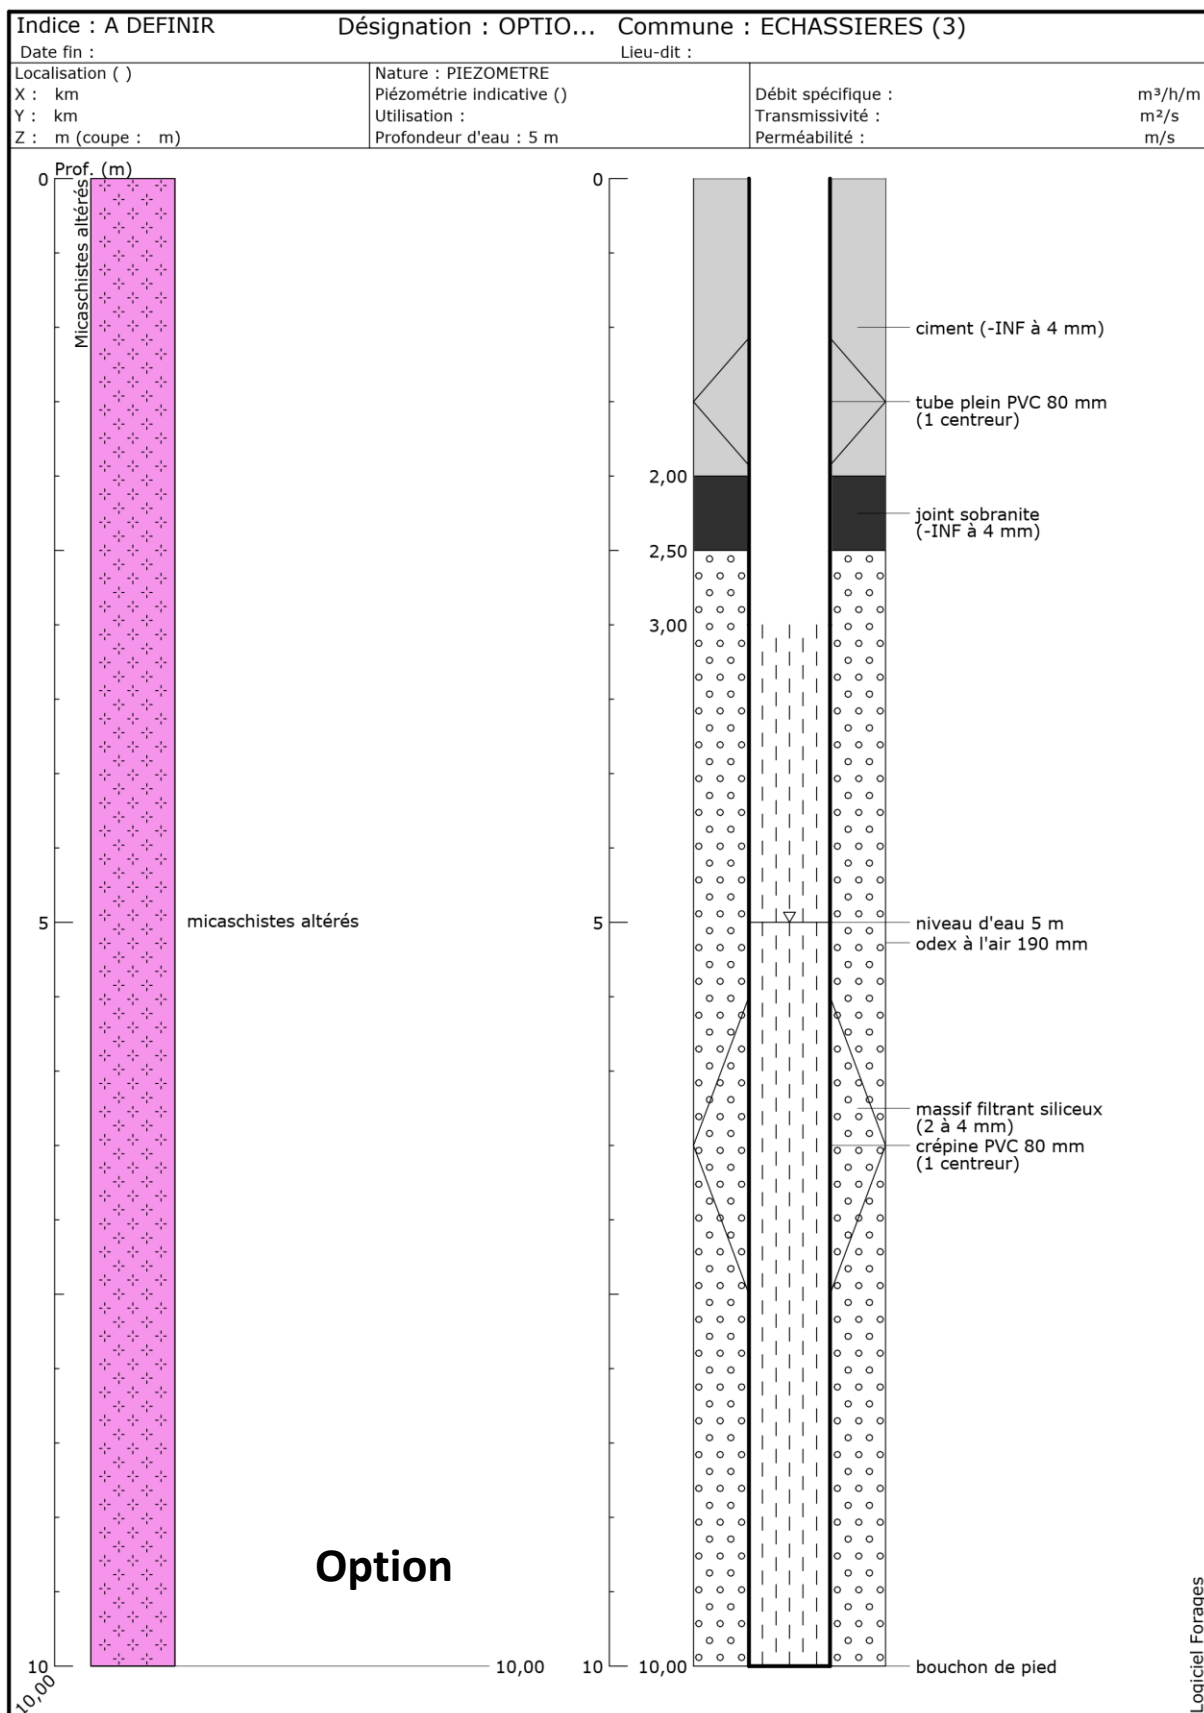 Indice : A DEFINIR Désignation : OPTIO... Commune : ECHASSIERES (3)
Date fin : Lieu-dit :
Localisation ( ) Nature : PIEZOMETRE
X : km Piézométrie indicative () Débit spécifique : m³/h/m
Y : km Utilisation : Transmissivité : m²/s
Z : m (coupe : m) Profondeur d'eau : 5 m Perméabilité : m/s
Prof. (m)
0 0
Micaschistes altérés
ciment (-INF à 4 mm)
tube plein PVC 80 mm
(1 centreur)
2,00
joint sobranite
(-INF à 4 mm)
2,50
3,00
5 micaschistes altérés 5 niveau d'eau 5 m
odex à l'air 190 mm
massif filtrant siliceux
(2 à 4 mm)
crépine PVC 80 mm
(1 centreur)
Option
10 10,00 10 10,00 bouchon de pied
10,00
Logiciel Forages